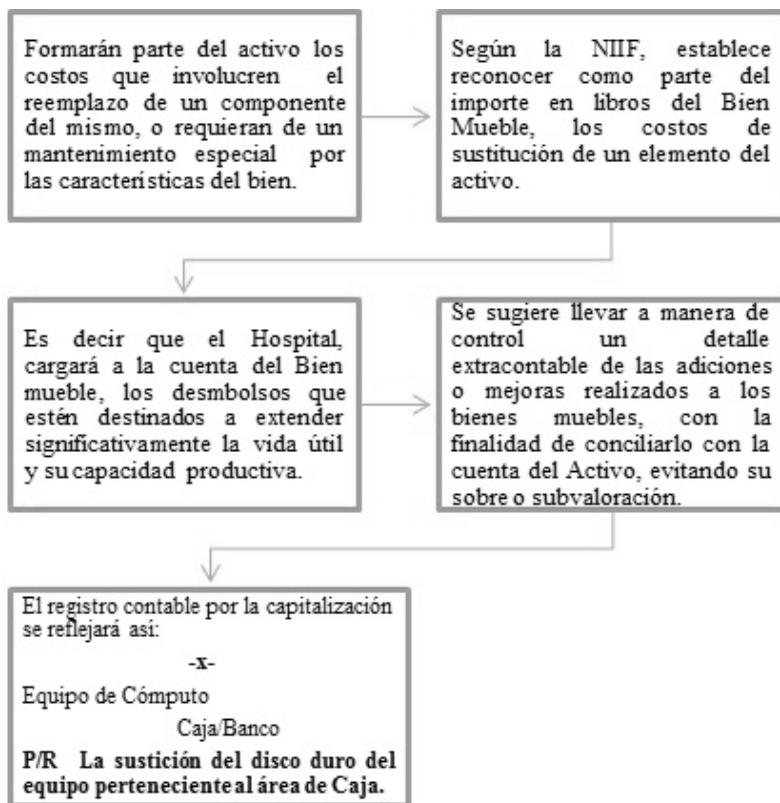 Formarán parte del activo los
costos que involucren el
reemplazo de un componente
del mismo, o requieran de un
mantenimiento especial por
las características del bien.
Según la NIIF, establece
reconocer como parte del
importe en libros del Bien
Mueble, los costos de
sustitución de un elemento del
activo.
Es decir que el Hospital,
cargará a la cuenta del Bien
mueble, los desmbolsos que
estén destinados a extender
significativamente la vida útil
y su capacidad productiva.
Se sugiere llevar a manera de
control un detalle
extracontable de las adiciones
o mejoras realizados a los
bienes muebles, con la
finalidad de conciliarlo con la
cuenta del Activo, evitando su
sobre o subvaloración.
El registro contable por la capitalización
se reflejará así:
-x-
Equipo de Cómputo
Caja/Banco
P/R La sustición del disco duro del
equipo perteneciente al área de Caja.